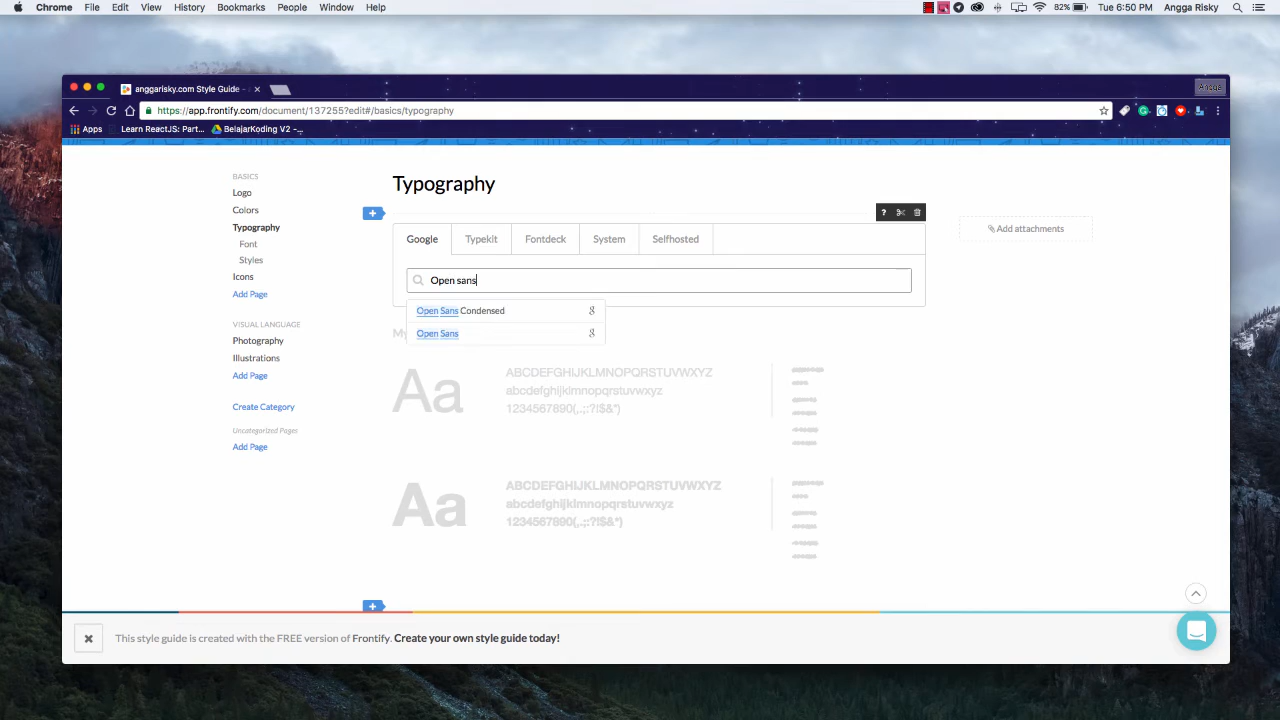 Chrome File Edit View History Bookmarks People Window Help 82% Tue 6:50 PM Angga Risky
anggarisky.com Style Guide - Angga
https://app.frontify.com/document/137255?edit#/basics/typography
Apps Learn ReactJS: Part... BelajarKoding V2 -...
BASICS
Logo
Colors
Typography
Font
Styles
Icons
Add Page
VISUAL LANGUAGE
Photography
Illustrations
Add Page
Create Category
Uncategorized Pages
Add Page
Typography
?
Google Typekit Fontdeck System Selfhosted
Open sans
Open Sans Condensed g
Open Sans g
My
Aa
ABCDEFGHIJKLMNOPQRSTUVWXYZ
abcdefghijklmnopqrstuvwxyz
1234567890(,.;:?!$&*)
Aa
ABCDEFGHIJKLMNOPQRSTUVWXYZ
abcdefghijklmnopqrstuvwxyz
1234567890(,.;:?!$&*)
Add attachments
This style guide is created with the FREE version of Frontify. Create your own style guide today!